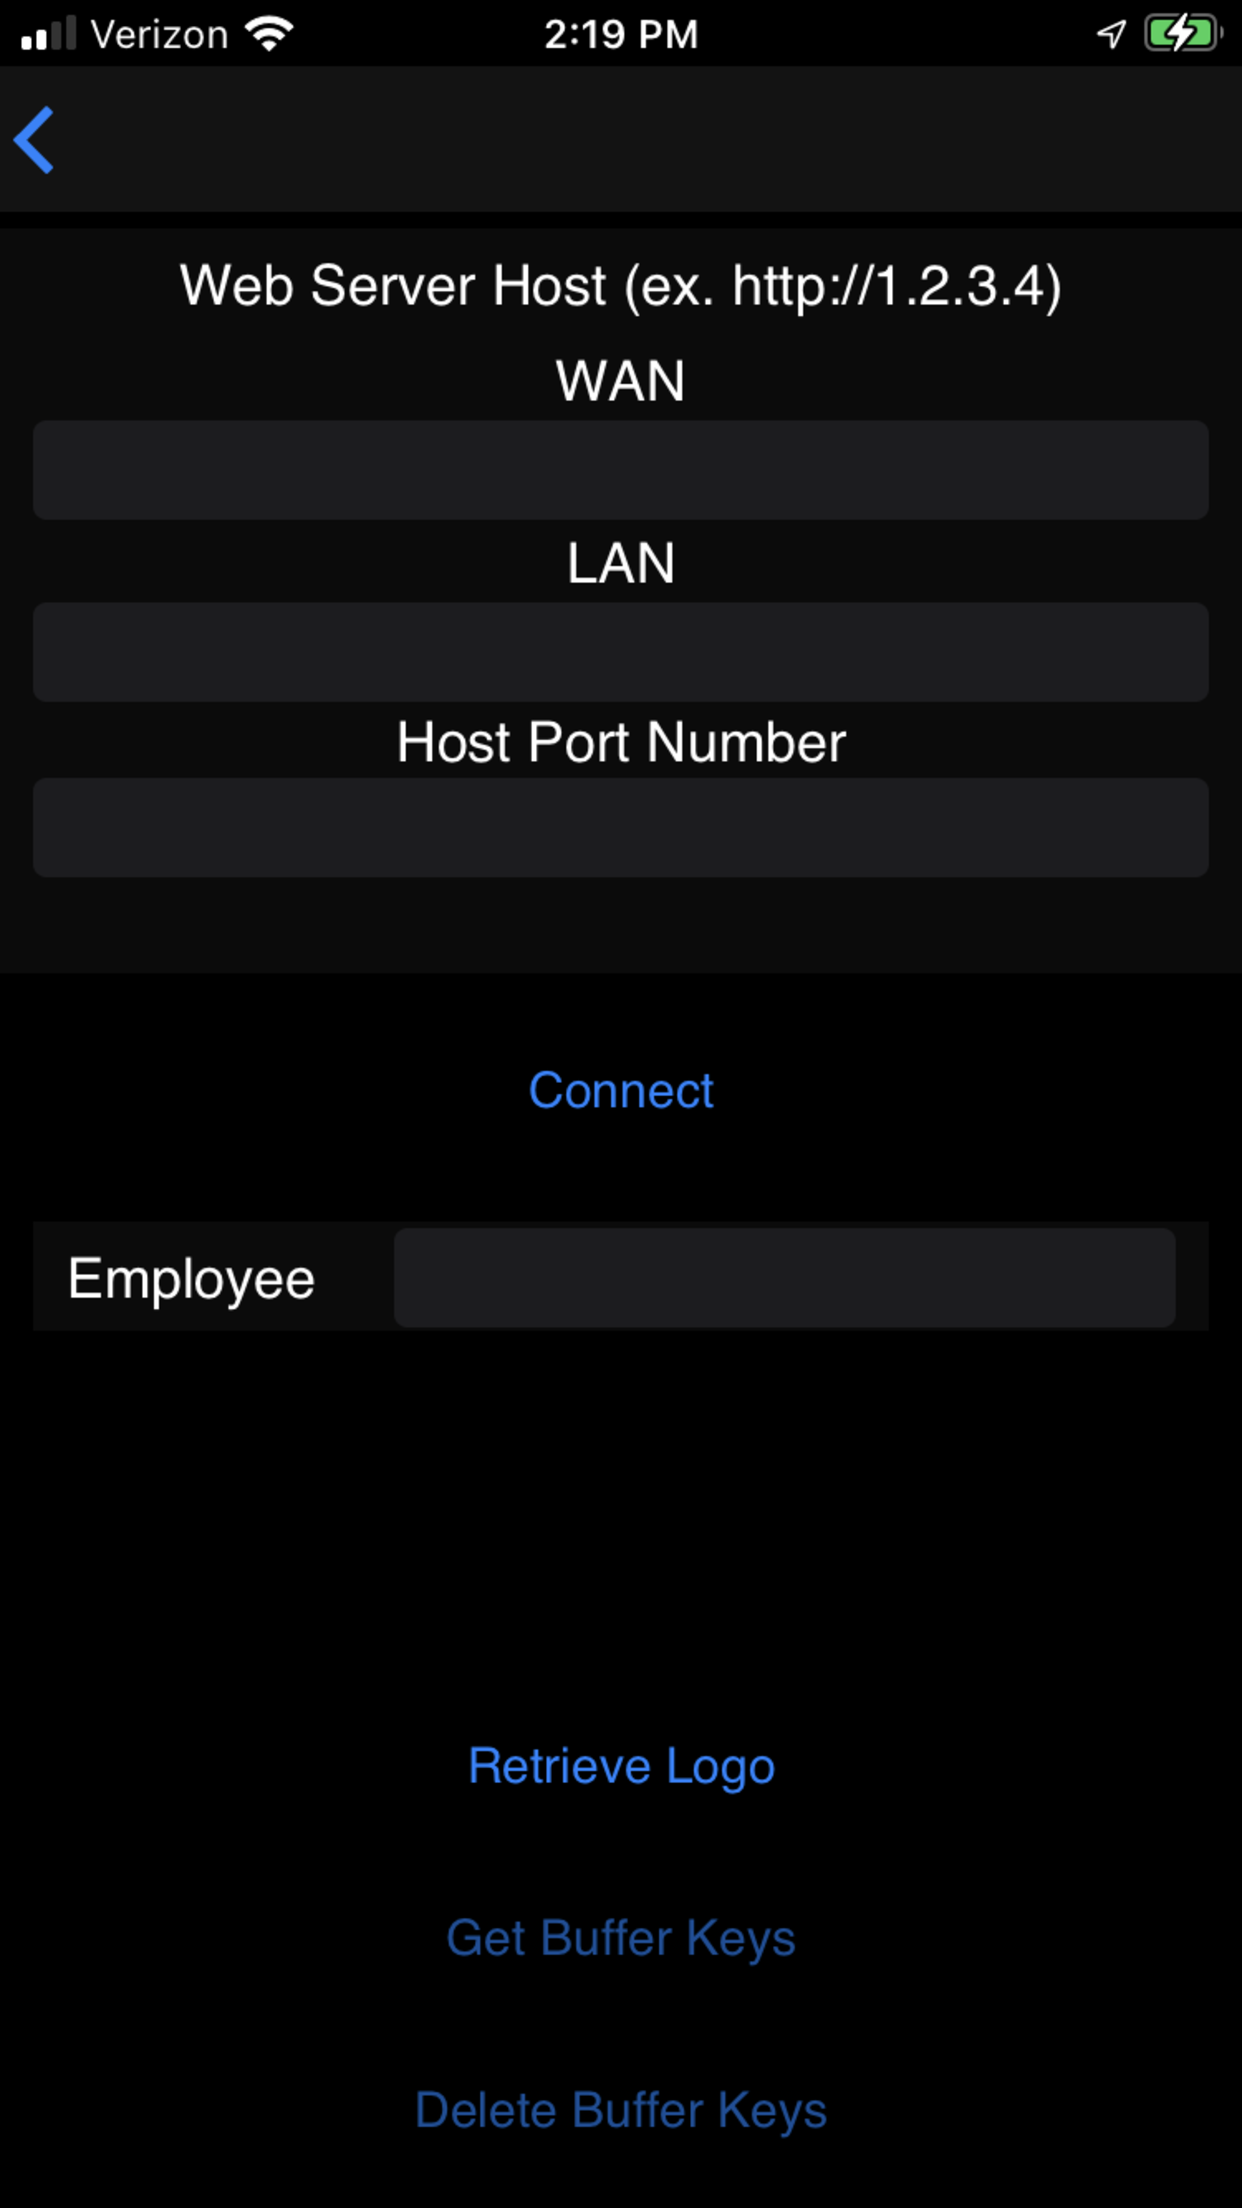 Verizon 2:19 PM
Web Server Host (ex. http://1.2.3.4)
WAN
LAN
Host Port Number
Connect
Employee
Retrieve Logo
Get Buffer Keys
Delete Buffer Keys